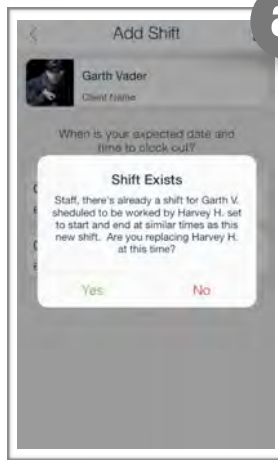 Add Shift
Garth Vader
Client Name
When is your expected date and
time to clock out?
Shift Exists
Staff, there's already a shift for Garth V.
sheduled to be worked by Harvey H. set
to start and end at similar times as this
new shift. Are you replacing Harvey H.
at this time?
Yes
No